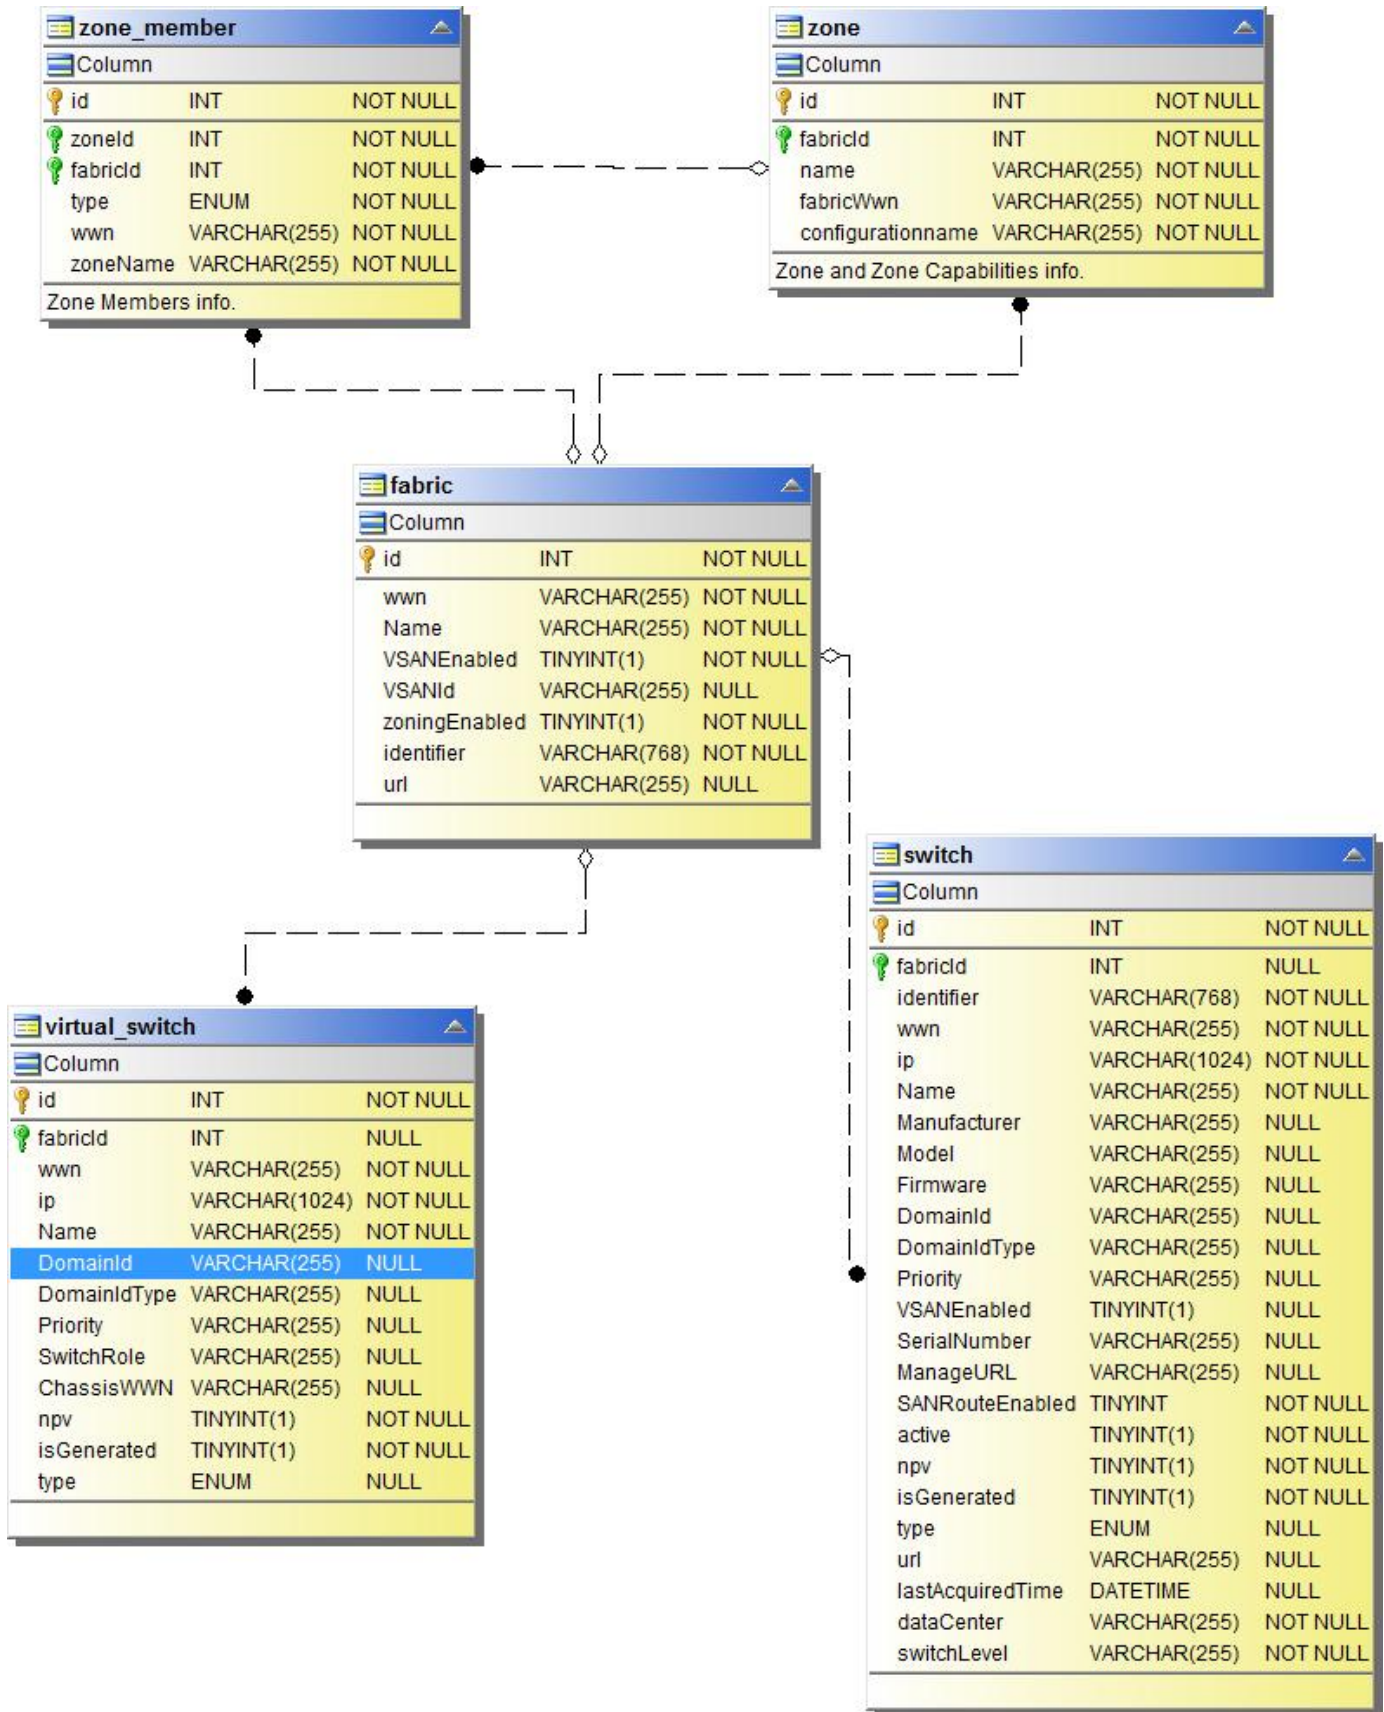 zone_member
Column
id INT NOT NULL
zoneId INT NOT NULL
fabricId INT NOT NULL
type ENUM NOT NULL
wwn VARCHAR(255) NOT NULL
zoneName VARCHAR(255) NOT NULL
Zone Members info.
zone
Column
id INT NOT NULL
fabricId INT NOT NULL
name VARCHAR(255) NOT NULL
fabricWwn VARCHAR(255) NOT NULL
configurationname VARCHAR(255) NOT NULL
Zone and Zone Capabilities info.
fabric
Column
id INT NOT NULL
wwn VARCHAR(255) NOT NULL
Name VARCHAR(255) NOT NULL
VSANEnabled TINYINT(1) NOT NULL
VSANId VARCHAR(255) NULL
zoningEnabled TINYINT(1) NOT NULL
identifier VARCHAR(768) NOT NULL
url VARCHAR(255) NULL
switch
Column
id INT NOT NULL
fabricId INT NULL
identifier VARCHAR(768) NOT NULL
wwn VARCHAR(255) NOT NULL
ip VARCHAR(1024) NOT NULL
Name VARCHAR(255) NOT NULL
Manufacturer VARCHAR(255) NULL
Model VARCHAR(255) NULL
Firmware VARCHAR(255) NULL
DomainId VARCHAR(255) NULL
DomainIdType VARCHAR(255) NULL
Priority VARCHAR(255) NULL
VSANEnabled TINYINT(1) NULL
SerialNumber VARCHAR(255) NULL
ManageURL VARCHAR(255) NULL
SANRouteEnabled TINYINT NOT NULL
active TINYINT(1) NOT NULL
npv TINYINT(1) NOT NULL
isGenerated TINYINT(1) NOT NULL
type ENUM NULL
url VARCHAR(255) NULL
lastAcquiredTime DATETIME NULL
dataCenter VARCHAR(255) NOT NULL
switchLevel VARCHAR(255) NOT NULL
virtual_switch
Column
id INT NOT NULL
fabricId INT NULL
wwn VARCHAR(255) NOT NULL
ip VARCHAR(1024) NOT NULL
Name VARCHAR(255) NOT NULL
DomainId VARCHAR(255) NULL
DomainIdType VARCHAR(255) NULL
Priority VARCHAR(255) NULL
SwitchRole VARCHAR(255) NULL
ChassisWWN VARCHAR(255) NULL
npv TINYINT(1) NOT NULL
isGenerated TINYINT(1) NOT NULL
type ENUM NULL